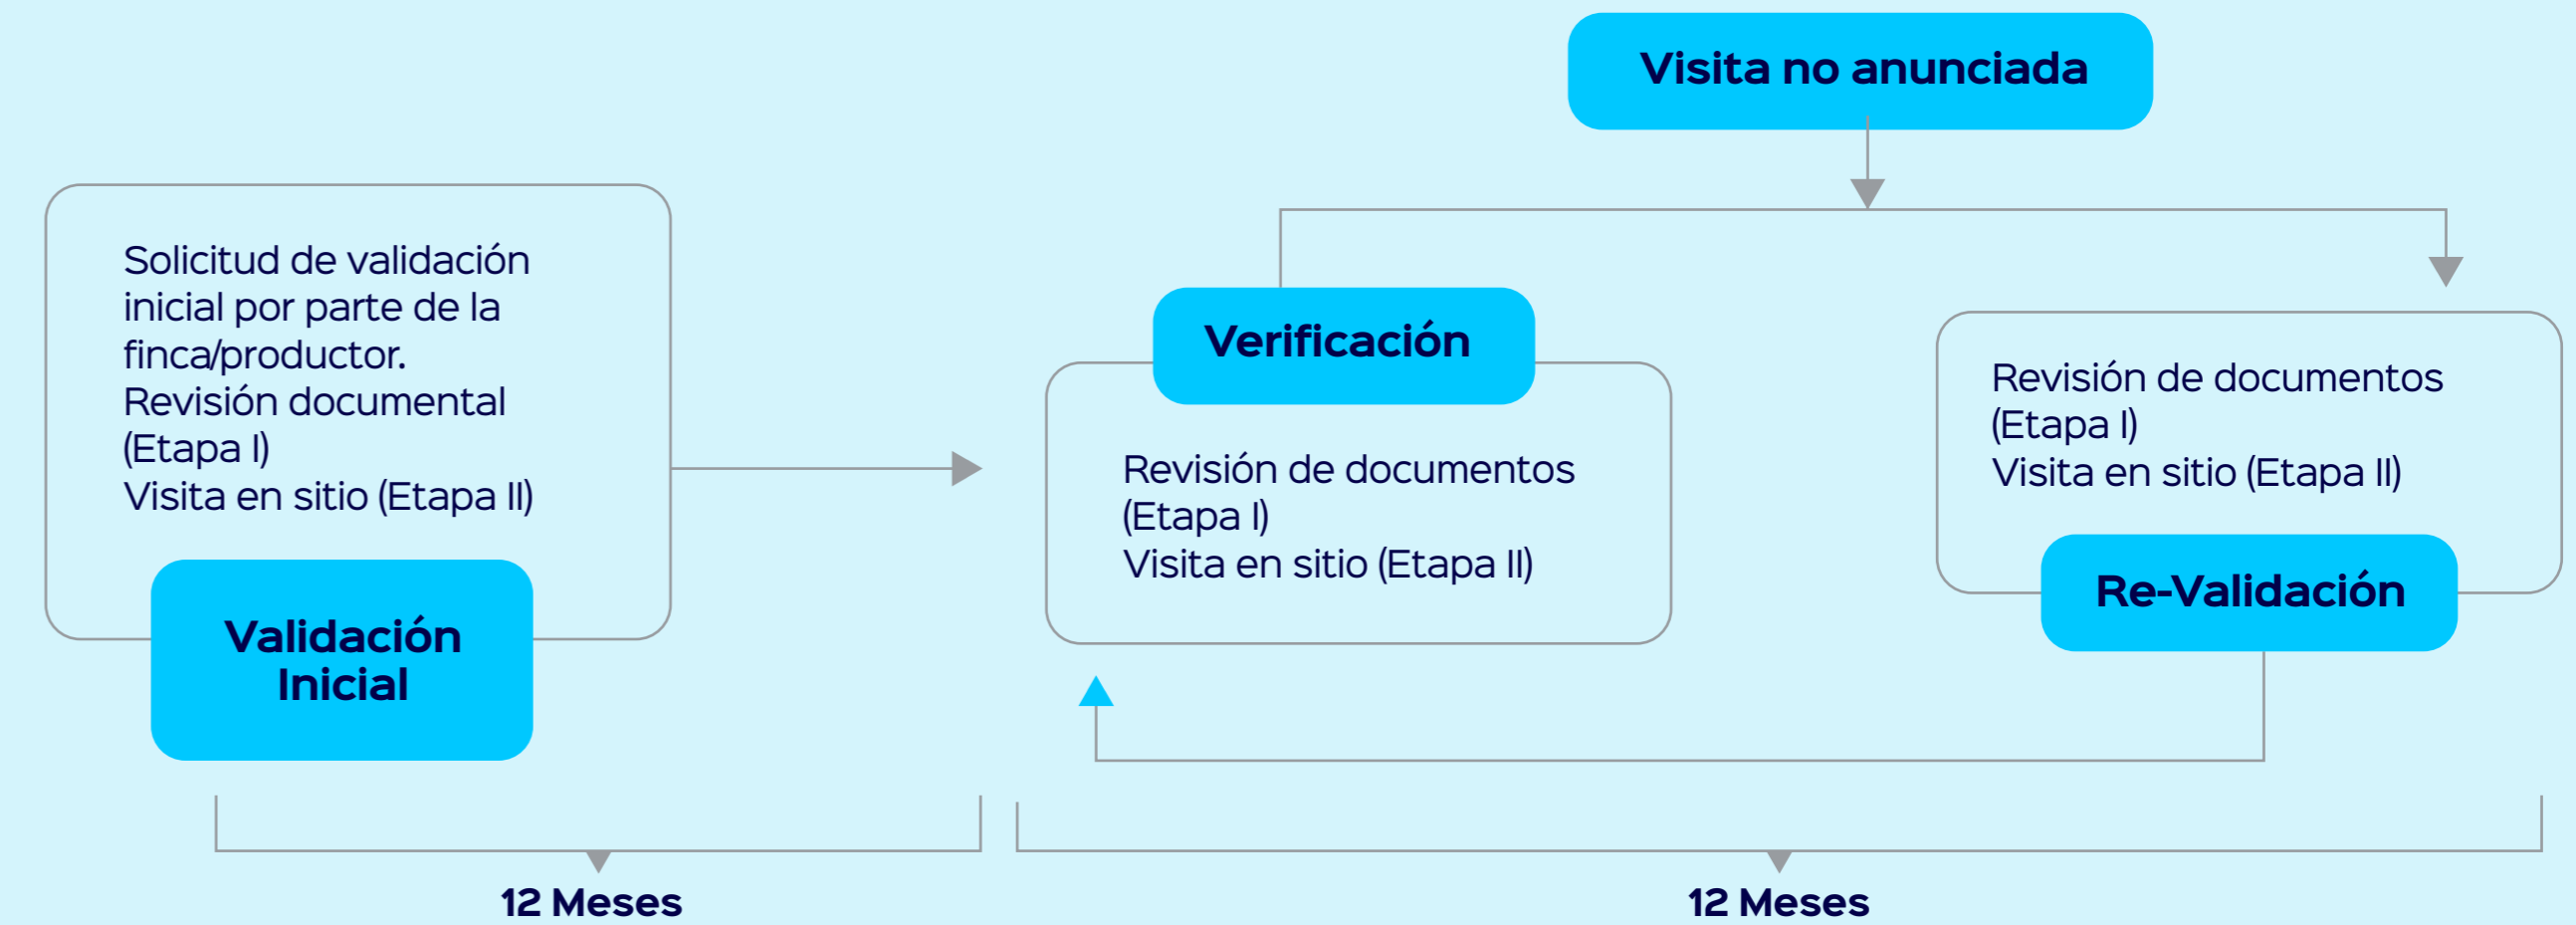 Visita no anunciada
Solicitud de validación
inicial por parte de la
finca/productor.
Revisión documental
(Etapa I)
Visita en sitio (Etapa II)
Validación
Inicial
Verificación
Revisión de documentos
(Etapa I)
Visita en sitio (Etapa II)
Revisión de documentos
(Etapa I)
Visita en sitio (Etapa II)
Re-Validación
12 Meses
12 Meses